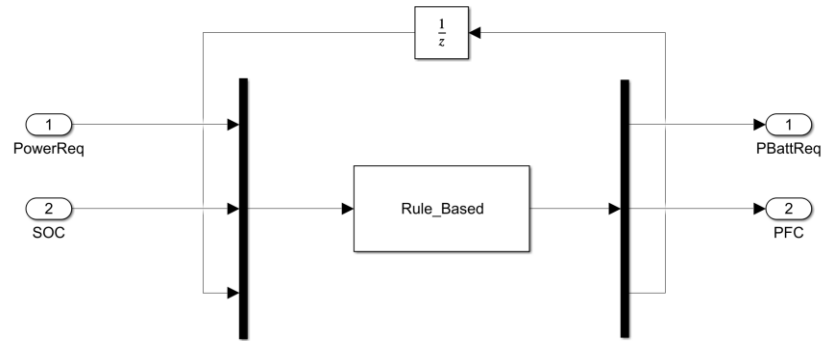 1
z
1
PowerReq
2
SOC
Rule_Based
1
PBattReq
2
PFC